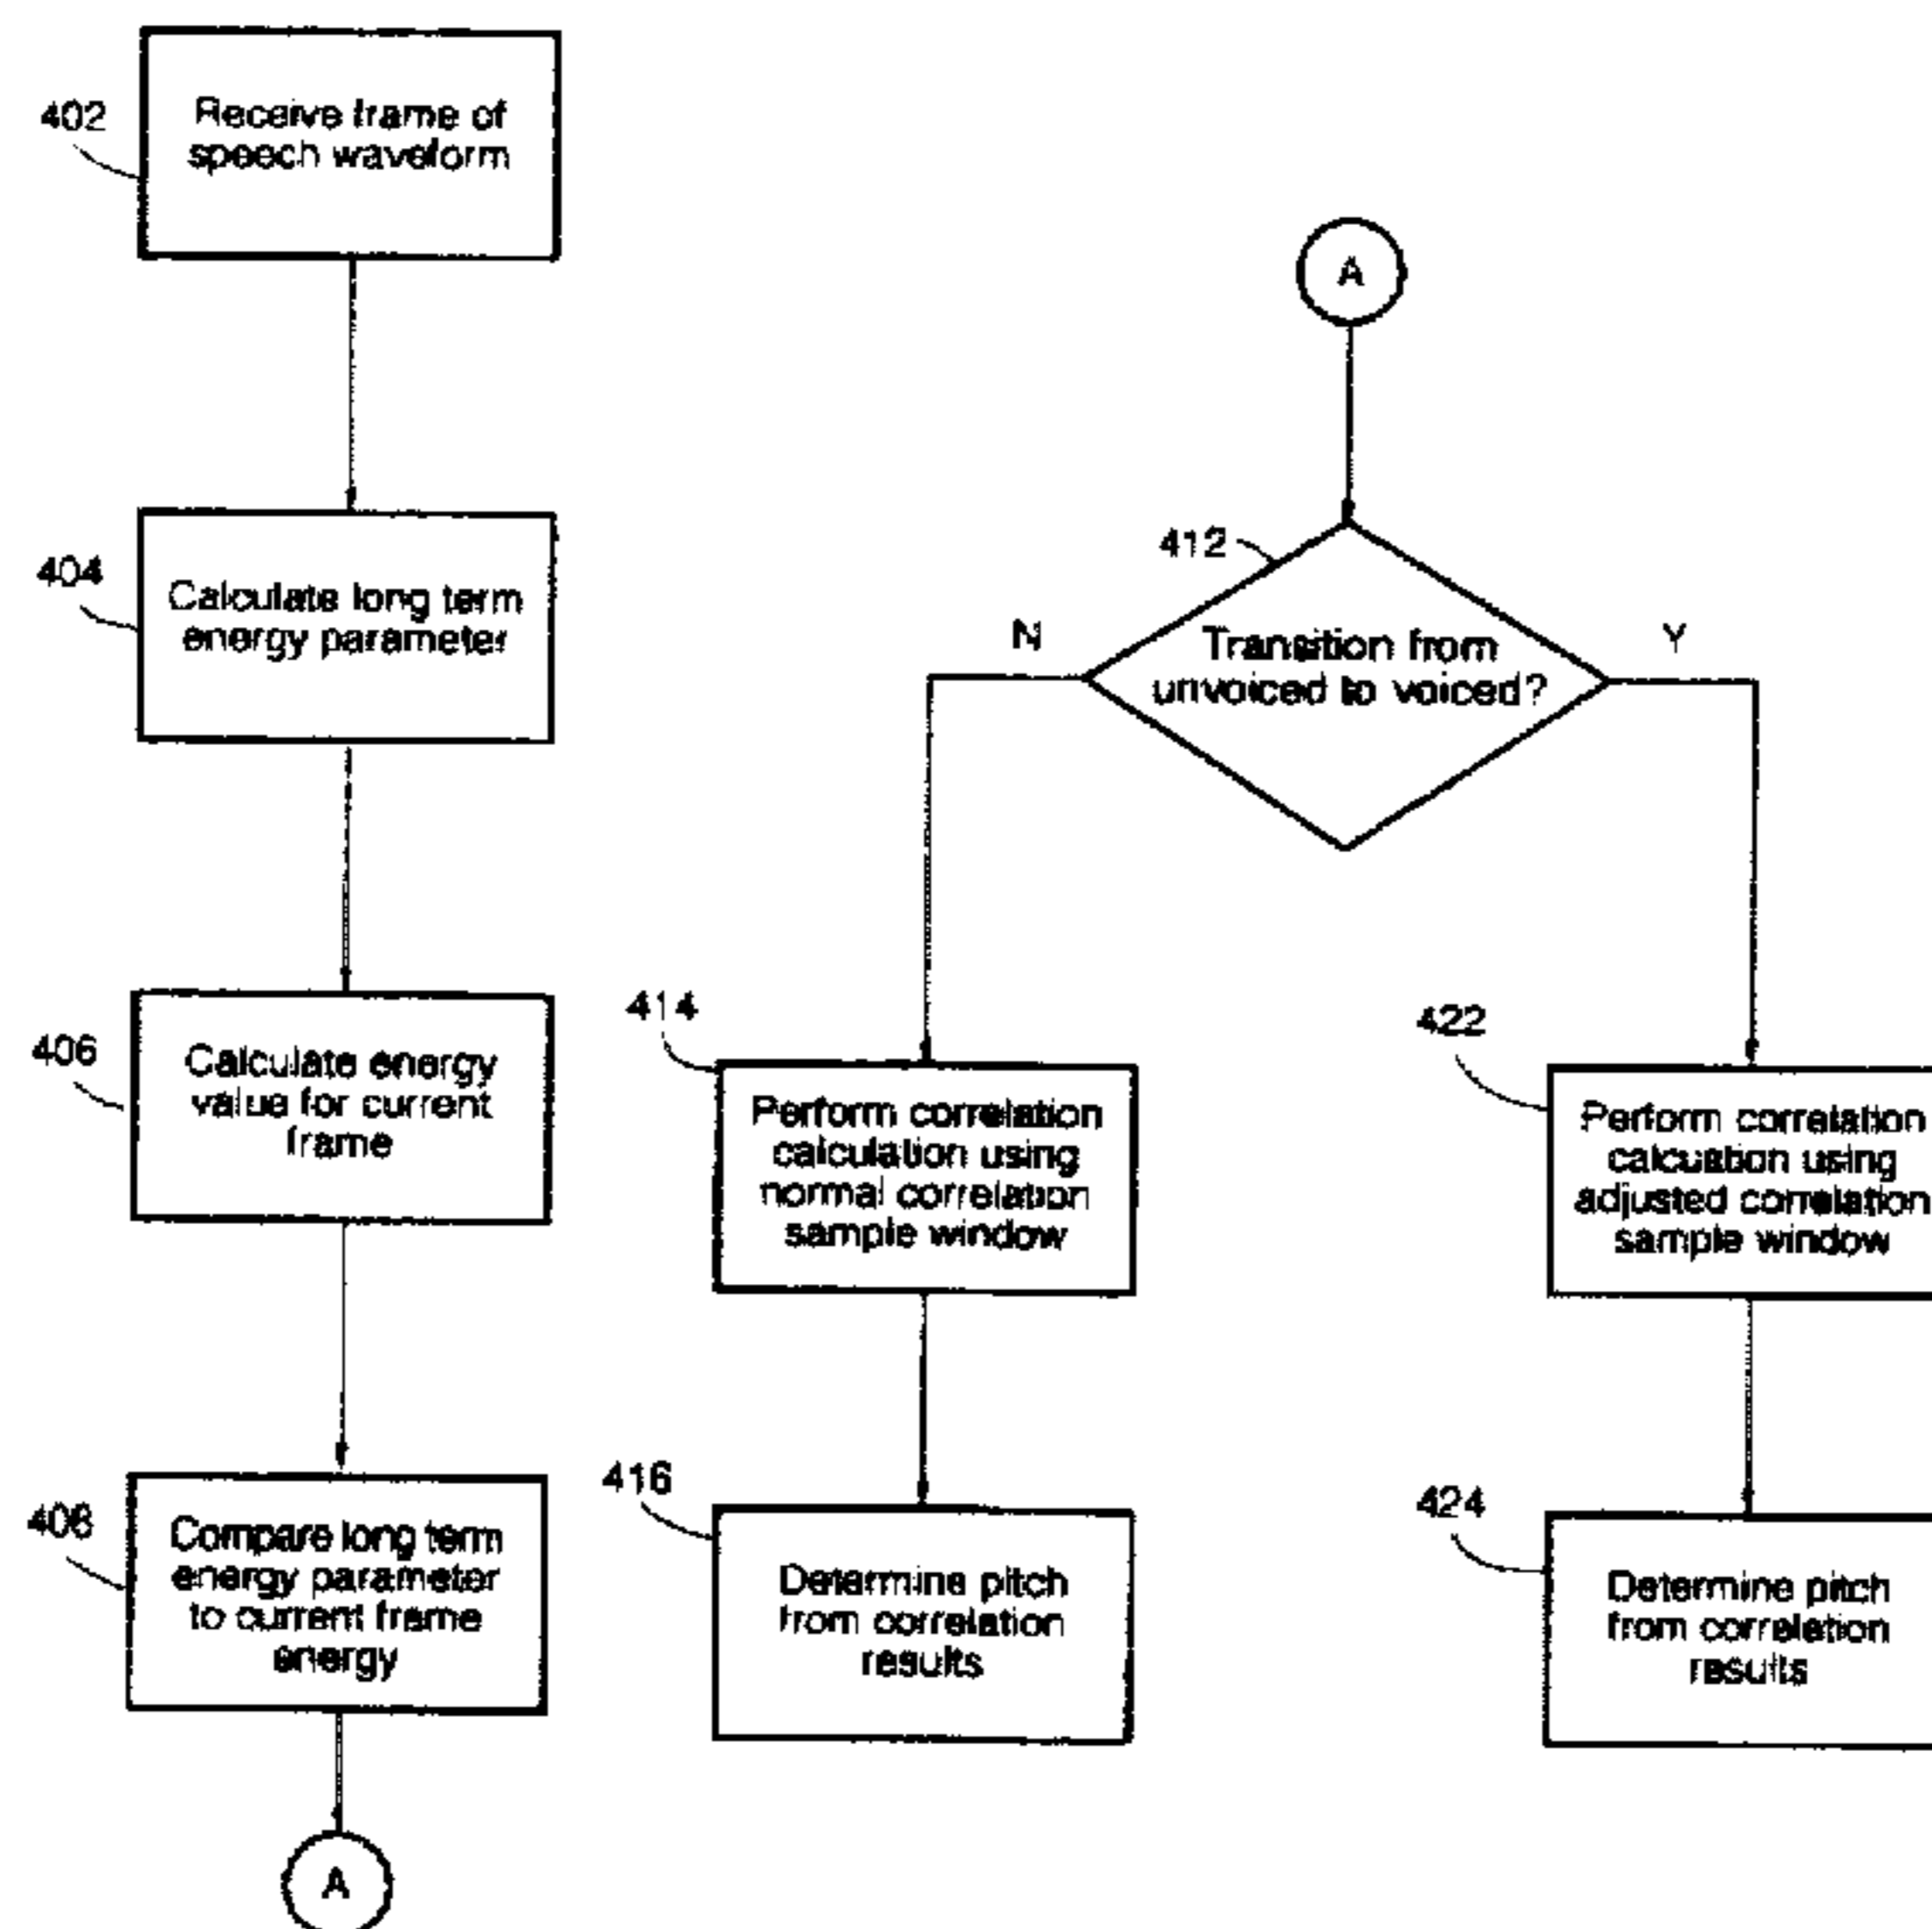 402
Receive frame of
speech waveform
404
Calculate long term
energy parameter
406
Calculate energy
value for current
frame
408
Compare long term
energy parameter
to current frame
energy
A
A
412
Transition from
unvoiced to voiced?
N
Y
414
Perform correlation
calculation using
normal correlation
sample window
416
Determine pitch
from correlation
results
422
Perform correlation
calcuation using
adjusted correlation
sample window
424
Determine pitch
from correlation
results